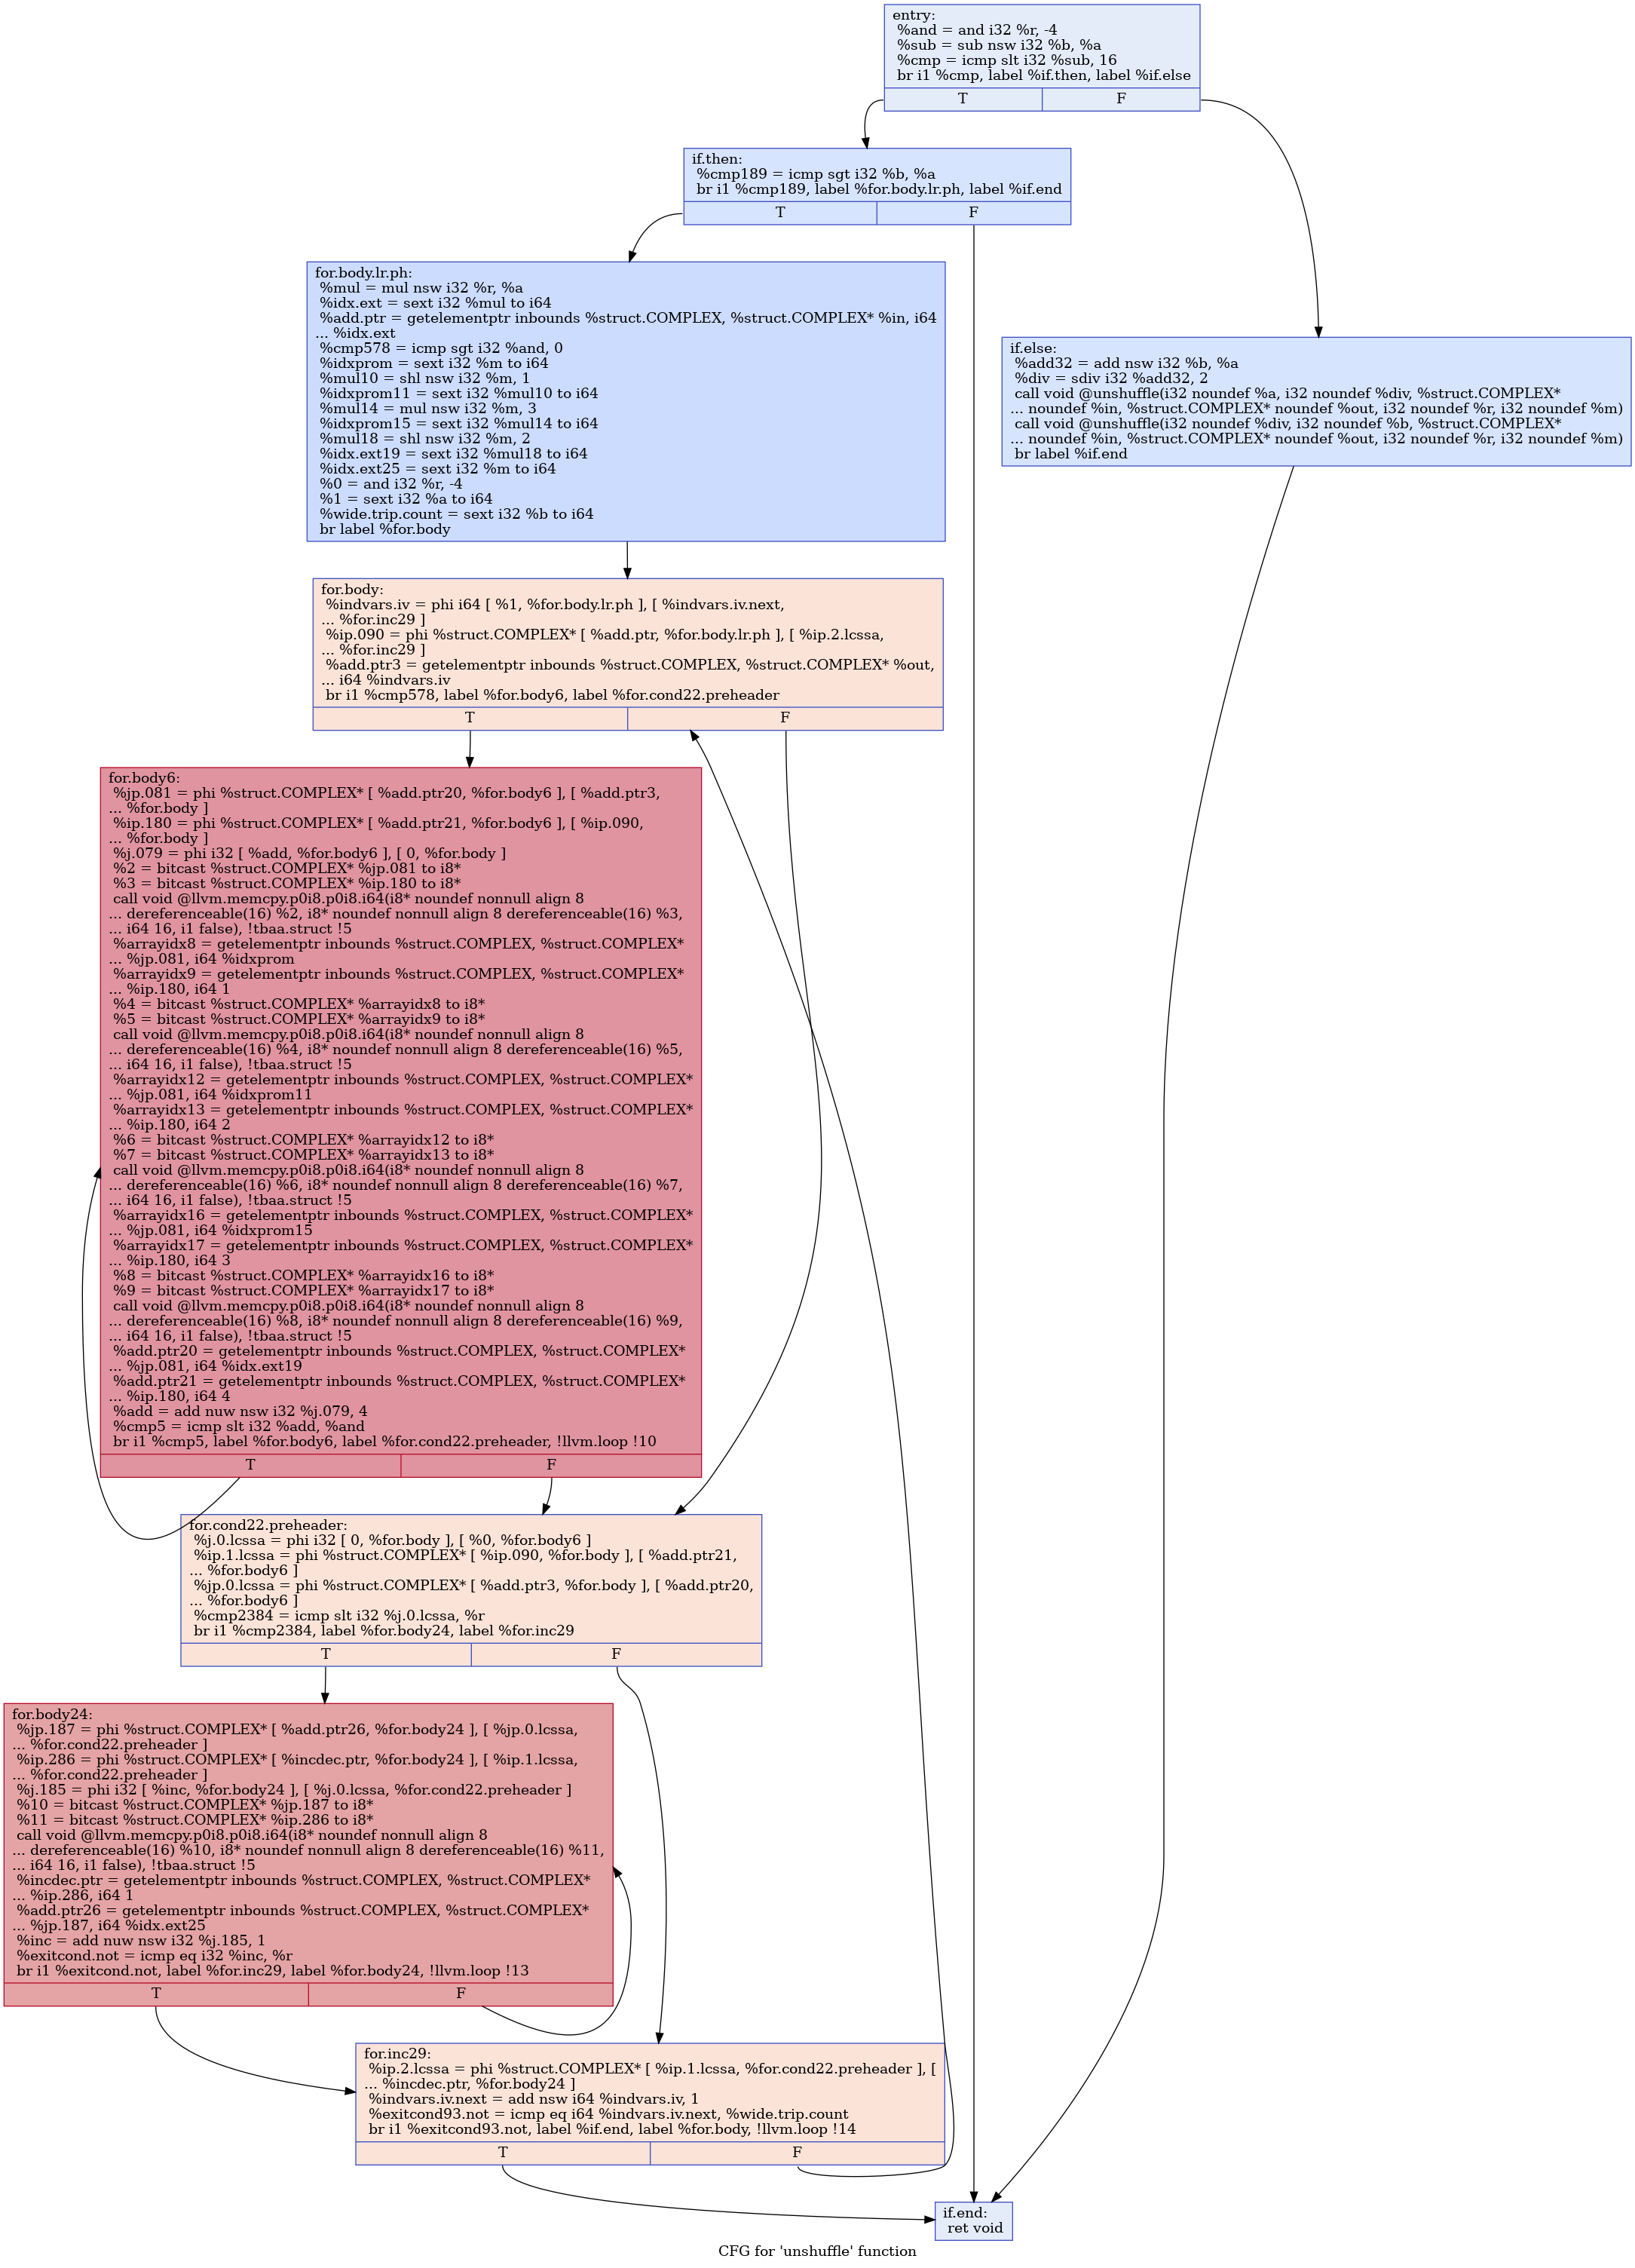 entry:
%and = and i32 %r, -4
%sub = sub nsw i32 %b, %a
%cmp = icmp slt i32 %sub, 16
br i1 %cmp, label %if.then, label %if.else
T
F
if.then:
%cmp189 = icmp sgt i32 %b, %a
br i1 %cmp189, label %for.body.lr.ph, label %if.end
T
F
for.body.lr.ph:
%mul = mul nsw i32 %r, %a
%idx.ext = sext i32 %mul to i64
%add.ptr = getelementptr inbounds %struct.COMPLEX, %struct.COMPLEX* %in, i64
... %idx.ext
%cmp578 = icmp sgt i32 %and, 0
%idxprom = sext i32 %m to i64
%mul10 = shl nsw i32 %m, 1
%idxprom11 = sext i32 %mul10 to i64
%mul14 = mul nsw i32 %m, 3
%idxprom15 = sext i32 %mul14 to i64
%mul18 = shl nsw i32 %m, 2
%idx.ext19 = sext i32 %mul18 to i64
%idx.ext25 = sext i32 %m to i64
%0 = and i32 %r, -4
%1 = sext i32 %a to i64
%wide.trip.count = sext i32 %b to i64
br label %for.body
if.else:
%add32 = add nsw i32 %b, %a
%div = sdiv i32 %add32, 2
call void @unshuffle(i32 noundef %a, i32 noundef %div, %struct.COMPLEX*
... noundef %in, %struct.COMPLEX* noundef %out, i32 noundef %r, i32 noundef %m)
call void @unshuffle(i32 noundef %div, i32 noundef %b, %struct.COMPLEX*
... noundef %in, %struct.COMPLEX* noundef %out, i32 noundef %r, i32 noundef %m)
br label %if.end
for.body:
%indvars.iv = phi i64 [ %1, %for.body.lr.ph ], [ %indvars.iv.next,
... %for.inc29 ]
%ip.090 = phi %struct.COMPLEX* [ %add.ptr, %for.body.lr.ph ], [ %ip.2.lcssa,
... %for.inc29 ]
%add.ptr3 = getelementptr inbounds %struct.COMPLEX, %struct.COMPLEX* %out,
... i64 %indvars.iv
br i1 %cmp578, label %for.body6, label %for.cond22.preheader
T
F
for.body6:
%jp.081 = phi %struct.COMPLEX* [ %add.ptr20, %for.body6 ], [ %add.ptr3,
... %for.body ]
%ip.180 = phi %struct.COMPLEX* [ %add.ptr21, %for.body6 ], [ %ip.090,
... %for.body ]
%j.079 = phi i32 [ %add, %for.body6 ], [ 0, %for.body ]
%2 = bitcast %struct.COMPLEX* %jp.081 to i8*
%3 = bitcast %struct.COMPLEX* %ip.180 to i8*
call void @llvm.memcpy.p0i8.p0i8.i64(i8* noundef nonnull align 8
... dereferenceable(16) %2, i8* noundef nonnull align 8 dereferenceable(16) %3,
... i64 16, i1 false), !tbaa.struct !5
%arrayidx8 = getelementptr inbounds %struct.COMPLEX, %struct.COMPLEX*
... %jp.081, i64 %idxprom
%arrayidx9 = getelementptr inbounds %struct.COMPLEX, %struct.COMPLEX*
... %ip.180, i64 1
%4 = bitcast %struct.COMPLEX* %arrayidx8 to i8*
%5 = bitcast %struct.COMPLEX* %arrayidx9 to i8*
call void @llvm.memcpy.p0i8.p0i8.i64(i8* noundef nonnull align 8
... dereferenceable(16) %4, i8* noundef nonnull align 8 dereferenceable(16) %5,
... i64 16, i1 false), !tbaa.struct !5
%arrayidx12 = getelementptr inbounds %struct.COMPLEX, %struct.COMPLEX*
... %jp.081, i64 %idxprom11
%arrayidx13 = getelementptr inbounds %struct.COMPLEX, %struct.COMPLEX*
... %ip.180, i64 2
%6 = bitcast %struct.COMPLEX* %arrayidx12 to i8*
%7 = bitcast %struct.COMPLEX* %arrayidx13 to i8*
call void @llvm.memcpy.p0i8.p0i8.i64(i8* noundef nonnull align 8
... dereferenceable(16) %6, i8* noundef nonnull align 8 dereferenceable(16) %7,
... i64 16, i1 false), !tbaa.struct !5
%arrayidx16 = getelementptr inbounds %struct.COMPLEX, %struct.COMPLEX*
... %jp.081, i64 %idxprom15
%arrayidx17 = getelementptr inbounds %struct.COMPLEX, %struct.COMPLEX*
... %ip.180, i64 3
%8 = bitcast %struct.COMPLEX* %arrayidx16 to i8*
%9 = bitcast %struct.COMPLEX* %arrayidx17 to i8*
call void @llvm.memcpy.p0i8.p0i8.i64(i8* noundef nonnull align 8
... dereferenceable(16) %8, i8* noundef nonnull align 8 dereferenceable(16) %9,
... i64 16, i1 false), !tbaa.struct !5
%add.ptr20 = getelementptr inbounds %struct.COMPLEX, %struct.COMPLEX*
... %jp.081, i64 %idx.ext19
%add.ptr21 = getelementptr inbounds %struct.COMPLEX, %struct.COMPLEX*
... %ip.180, i64 4
%add = add nuw nsw i32 %j.079, 4
%cmp5 = icmp slt i32 %add, %and
br i1 %cmp5, label %for.body6, label %for.cond22.preheader, !llvm.loop !10
T
F
for.cond22.preheader:
%j.0.lcssa = phi i32 [ 0, %for.body ], [ %0, %for.body6 ]
%ip.1.lcssa = phi %struct.COMPLEX* [ %ip.090, %for.body ], [ %add.ptr21,
... %for.body6 ]
%jp.0.lcssa = phi %struct.COMPLEX* [ %add.ptr3, %for.body ], [ %add.ptr20,
... %for.body6 ]
%cmp2384 = icmp slt i32 %j.0.lcssa, %r
br i1 %cmp2384, label %for.body24, label %for.inc29
T
F
for.body24:
%jp.187 = phi %struct.COMPLEX* [ %add.ptr26, %for.body24 ], [ %jp.0.lcssa,
... %for.cond22.preheader ]
%ip.286 = phi %struct.COMPLEX* [ %incdec.ptr, %for.body24 ], [ %ip.1.lcssa,
... %for.cond22.preheader ]
%j.185 = phi i32 [ %inc, %for.body24 ], [ %j.0.lcssa, %for.cond22.preheader ]
%10 = bitcast %struct.COMPLEX* %jp.187 to i8*
%11 = bitcast %struct.COMPLEX* %ip.286 to i8*
call void @llvm.memcpy.p0i8.p0i8.i64(i8* noundef nonnull align 8
... dereferenceable(16) %10, i8* noundef nonnull align 8 dereferenceable(16) %11,
... i64 16, i1 false), !tbaa.struct !5
%incdec.ptr = getelementptr inbounds %struct.COMPLEX, %struct.COMPLEX*
... %ip.286, i64 1
%add.ptr26 = getelementptr inbounds %struct.COMPLEX, %struct.COMPLEX*
... %jp.187, i64 %idx.ext25
%inc = add nuw nsw i32 %j.185, 1
%exitcond.not = icmp eq i32 %inc, %r
br i1 %exitcond.not, label %for.inc29, label %for.body24, !llvm.loop !13
T
F
for.inc29:
%ip.2.lcssa = phi %struct.COMPLEX* [ %ip.1.lcssa, %for.cond22.preheader ], [
... %incdec.ptr, %for.body24 ]
%indvars.iv.next = add nsw i64 %indvars.iv, 1
%exitcond93.not = icmp eq i64 %indvars.iv.next, %wide.trip.count
br i1 %exitcond93.not, label %if.end, label %for.body, !llvm.loop !14
T
F
if.end:
ret void
CFG for 'unshuffle' function